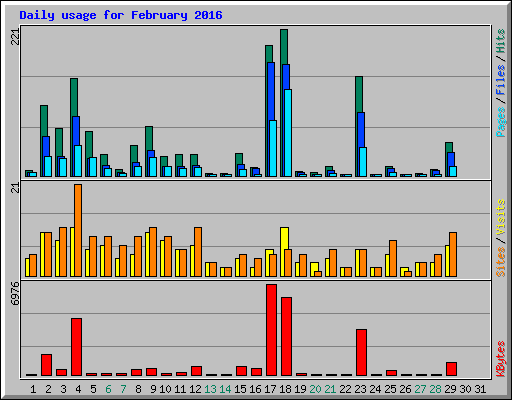 Daily usage for February 2016
221
Pages / Files / Hits
21
Sites / Visits
6976
KBytes
1 2 3 4 5 6 7 8 9 10 11 12 13 14 15 16 17 18 19 20 21 22 23 24 25 26 27 28 29 30 31